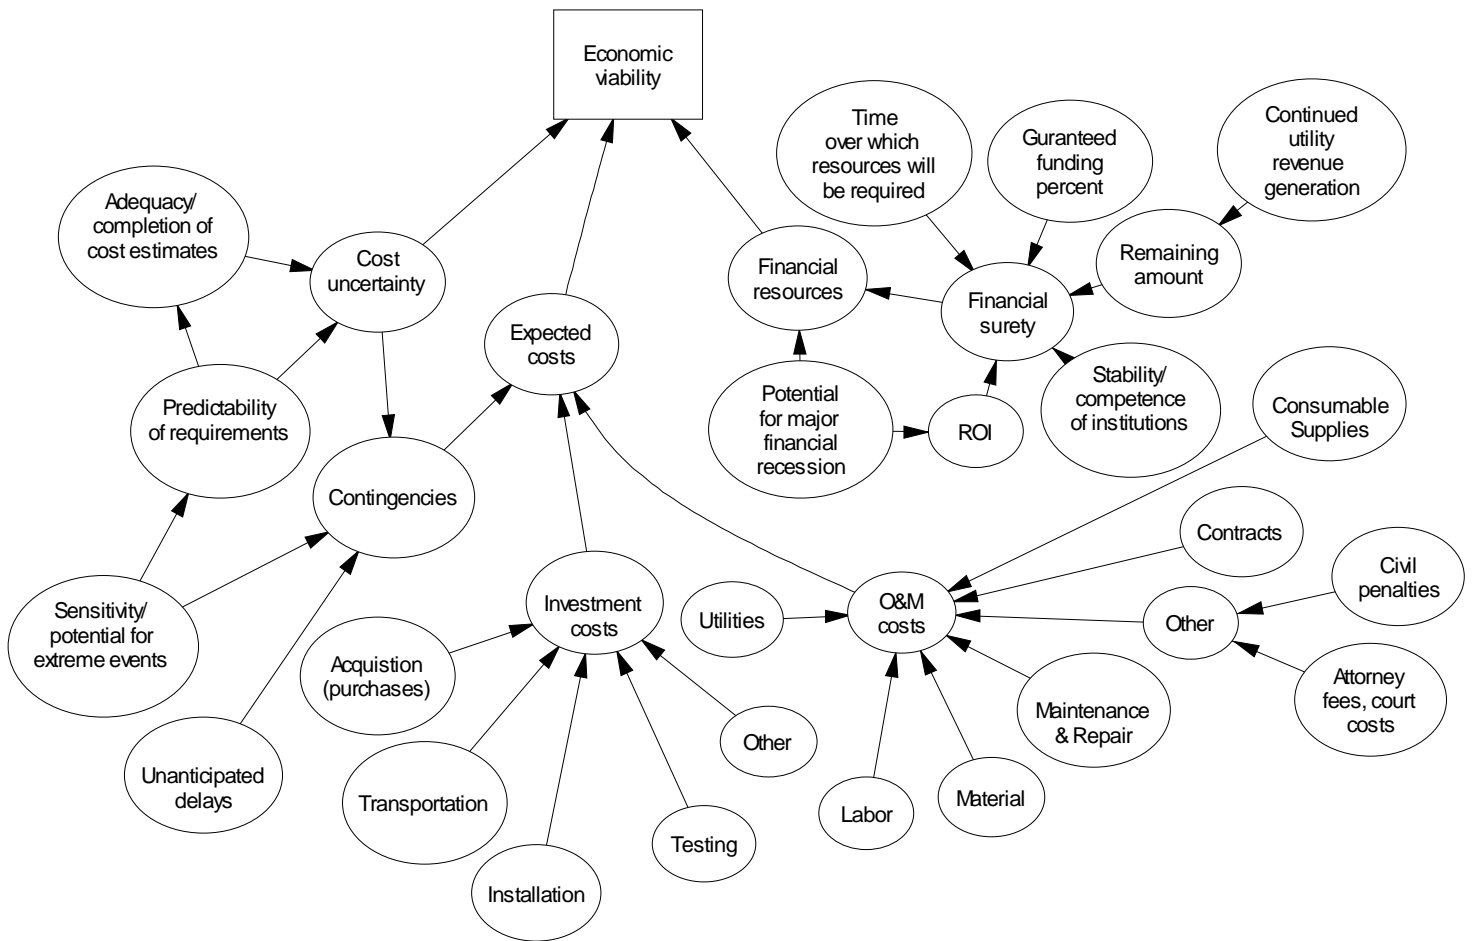 Economic
viability
Time
over which
resources will
be required
Guranteed
funding
percent
Continued
utility
revenue
generation
Adequacy/
completion of
cost estimates
Cost
uncertainty
Financial
resources
Remaining
amount
Financial
surety
Expected
costs
Predictability
of requirements
Potential
for major
financial
recession
ROI
Stability/
competence
of institutions
Consumable
Supplies
Contingencies
Contracts
Sensitivity/
potential for
extreme events
Investment
costs
Utilities
O&M
costs
Other
Civil
penalties
Acquistion
(purchases)
Attorney
fees, court
costs
Maintenance
& Repair
Other
Unanticipated
delays
Transportation
Material
Labor
Testing
Installation